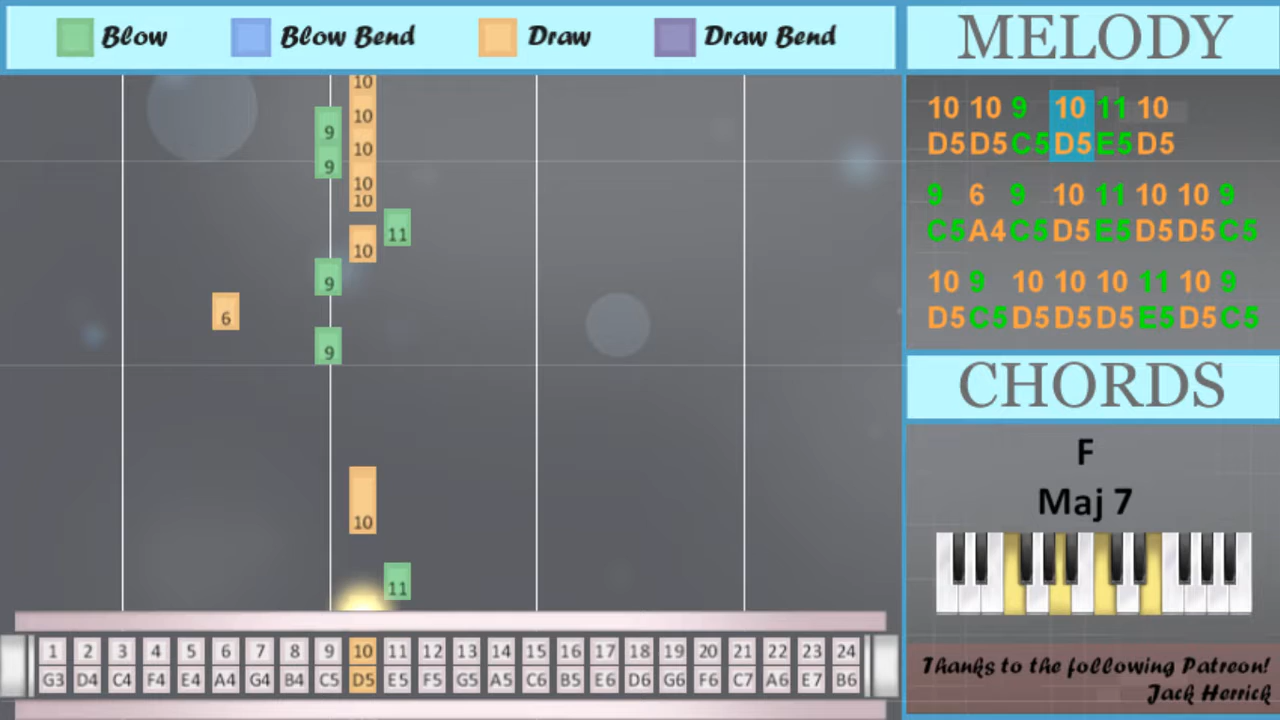 Blow Blow Bend Draw Draw Bend
MELODY
10 10 9 10 11 10
D5 D5 C5 D5 E5 D5
9 6 9 10 11 10 10 9
C5 A4 C5 D5 E5 D5 D5 C5
10 9 10 10 10 11 10 9
D5 C5 D5 D5 D5 E5 D5 C5
CHORDS
F
Maj 7
Thanks to the following Patreon!
Jack Herrick
10
10
9
10
9
10
10
11
10
9
6
9
10
11
1 2 3 4 5 6 7 8 9 10 11 12 13 14 15 16 17 18 19 20 21 22 23 24
G3 D4 C4 F4 E4 A4 G4 B4 C5 D5 E5 F5 G5 A5 C6 B5 E6 D6 G6 F6 C7 A6 E7 B6